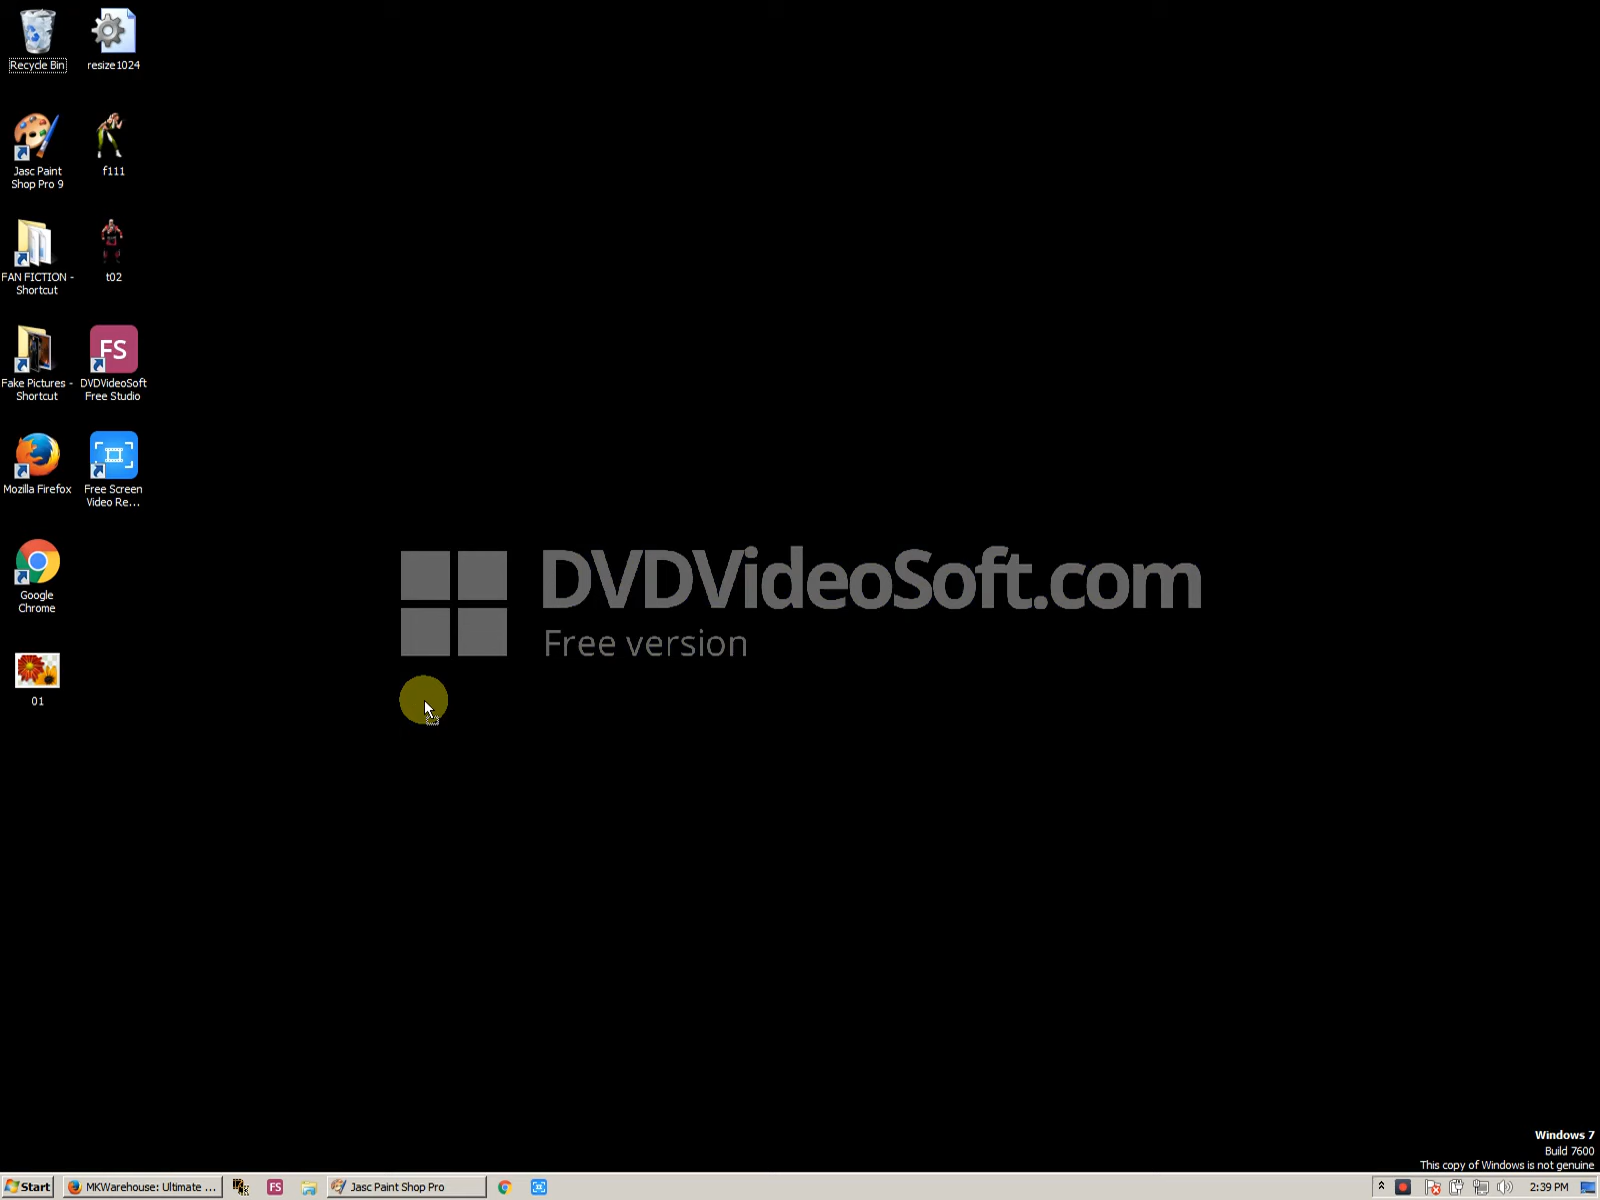 Recycle Bin
resize1024
Jasc Paint
Shop Pro 9
f111
FAN FICTION -
Shortcut
t02
Fake Pictures -
Shortcut
FS
DVDVideoSoft
Free Studio
Mozilla Firefox
Free Screen
Video Re...
Google
Chrome
01
DVDVideoSoft.com
Free version
Windows 7
Build 7600
This copy of Windows is not genuine
Start
MKWarehouse: Ultimate ...
FS
Jasc Paint Shop Pro
2:39 PM